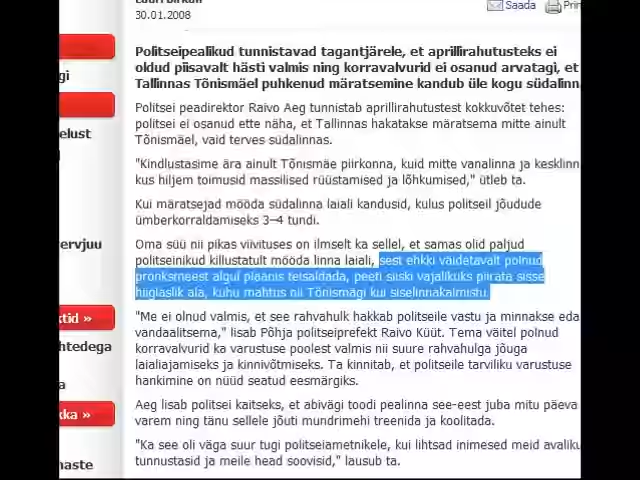 Lauri Birkan
30.01.2008
Saada
Politseipealikud tunnistavad tagantjärele, et aprillirahutusteks ei
oldud piisavalt hästi valmis ning korravalvurid ei osanud arvatagi, et
Tallinnas Tõnismäel puhkenud märatsemine kandub üle kogu südalinn
Politsei peadirektor Raivo Aeg tunnistab aprillirahutustest kokkuvõtet tehes:
politsei ei osanud ette näha, et Tallinnas hakatakse märatsema mitte ainult
Tõnismäel, vaid terves südalinnas.
"Kindlustasime ära ainult Tõnismäe piirkonna, kuid mitte vanalinna ja kesklinn
kus hiljem toimusid massilised rüüstamised ja lõhkumised," ütleb ta.
Kui märatsejad mööda südalinna laiali kandusid, kulus politseil jõudude
ümberkorraldamiseks 3–4 tundi.
Oma süü nii pikas viivituses on ilmselt ka sellel, et samas olid paljud
politseinikud killustatult mööda linna laiali, sest ehkki väidetavalt polnud
pronksmeest algul plaanis teisaldada, peeti siiski vajalikuks piirata sisse
hiigiaslik ala, kuhu mahtus nii Tõnismägi kui siselinnakalmistu.
"Me ei olnud valmis, et see rahvahulk hakkab politseile vastu ja minnakse eda
vandaalitsema," lisab Põhja politseiprefekt Raivo Küüt. Tema väitel polnud
korravalvurid ka varustuse poolest valmis nii suure rahvahulga jõuga
laialiajamiseks ja kinnivõtmiseks. Ta kinnitab, et politseile tarviliku varustuse
hankimine on nüüd seatud eesmärgiks.
Aeg lisab politsei kaitseks, et abivägi toodi pealinna see-eest juba mitu päeva
varem ning tänu sellele jõuti mundrimehi treenida ja koolitada.
"Ka see oli väga suur tugi politseiametnikele, kui lihtsad inimesed meid avaliku
tunnustasid ja meile head soovisid," lausub ta.
gi
elust
ervjuu
ktid »
htedega
a
kka »
naste